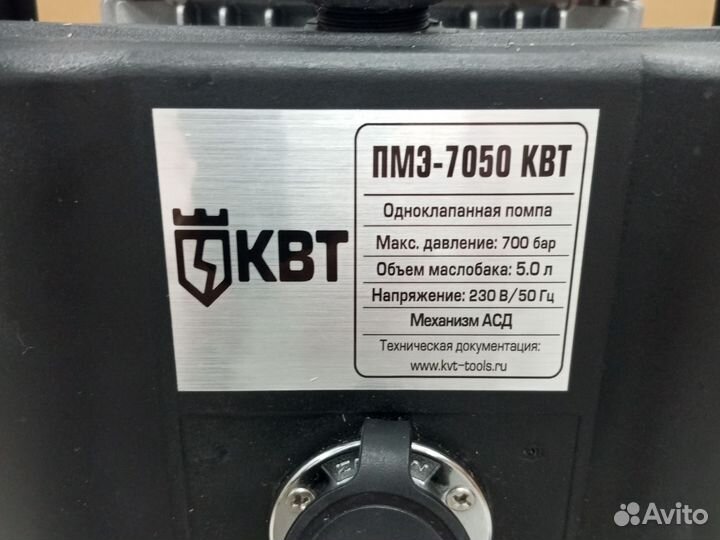 КВТ
ПМЭ-7050 КВТ
Одноклапанная помпа
Макс. давление: 700 бар
Объем маслобака: 5.0 л
Напряжение: 230 В/50 Гц
Механизм АСД
Техническая документация:
www.kvt-tools.ru
Avito